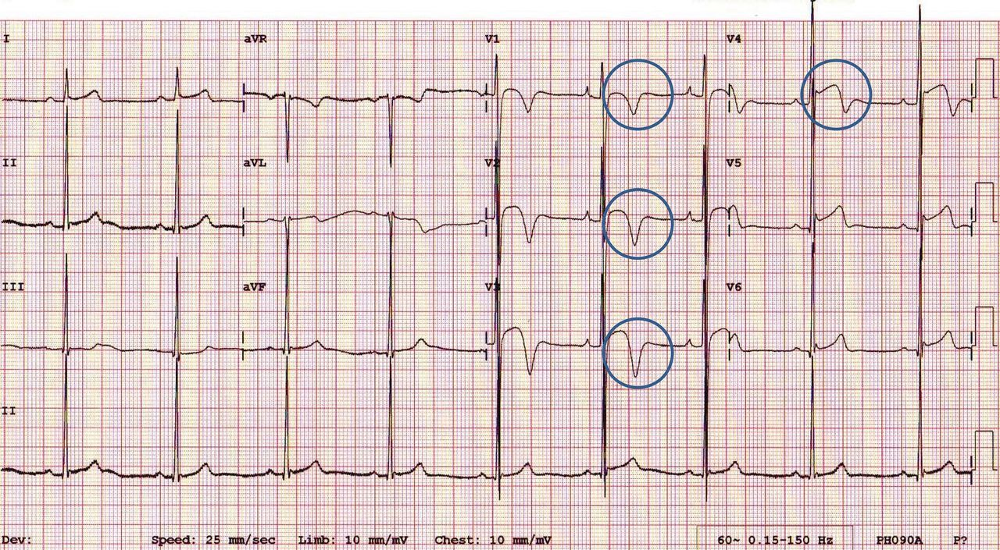 I aVR V1 V4
II aVL V2 V5
III aVF V3 V6
II
Dev: Speed: 25 mm/sec Limb: 10 mm/mV Chest: 10 mm/mV 60~ 0.15-150 Hz PH090A P?